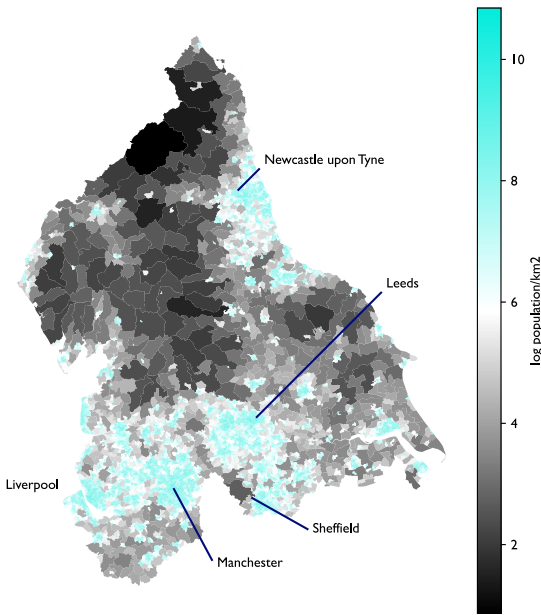 Newcastle upon Tyne
Leeds
Liverpool
Sheffield
Manchester
10
8
6
4
2
log population/km2